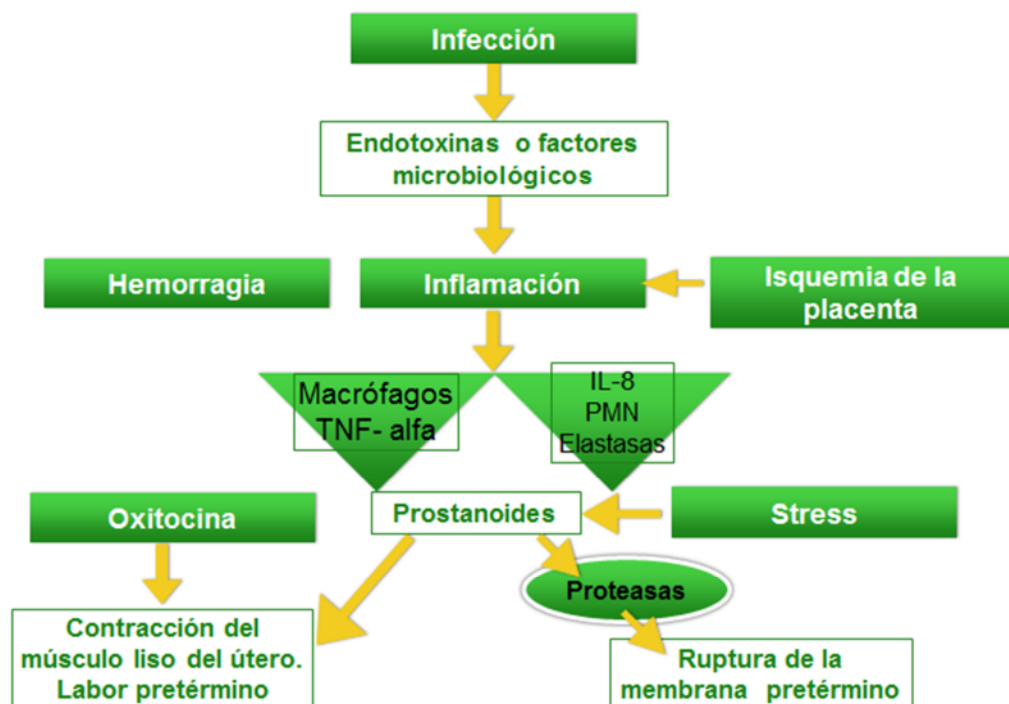 Infección
Endotoxinas o factores
microbiológicos
Hemorragia
Inflamación
Isquemia de la
placenta
Macrófagos
TNF- alfa
IL-8
PMN
Elastasas
Oxitocina
Prostanoides
Stress
Proteasas
Contracción del
músculo liso del útero.
Labor pretérmino
Ruptura de la
membrana pretérmino